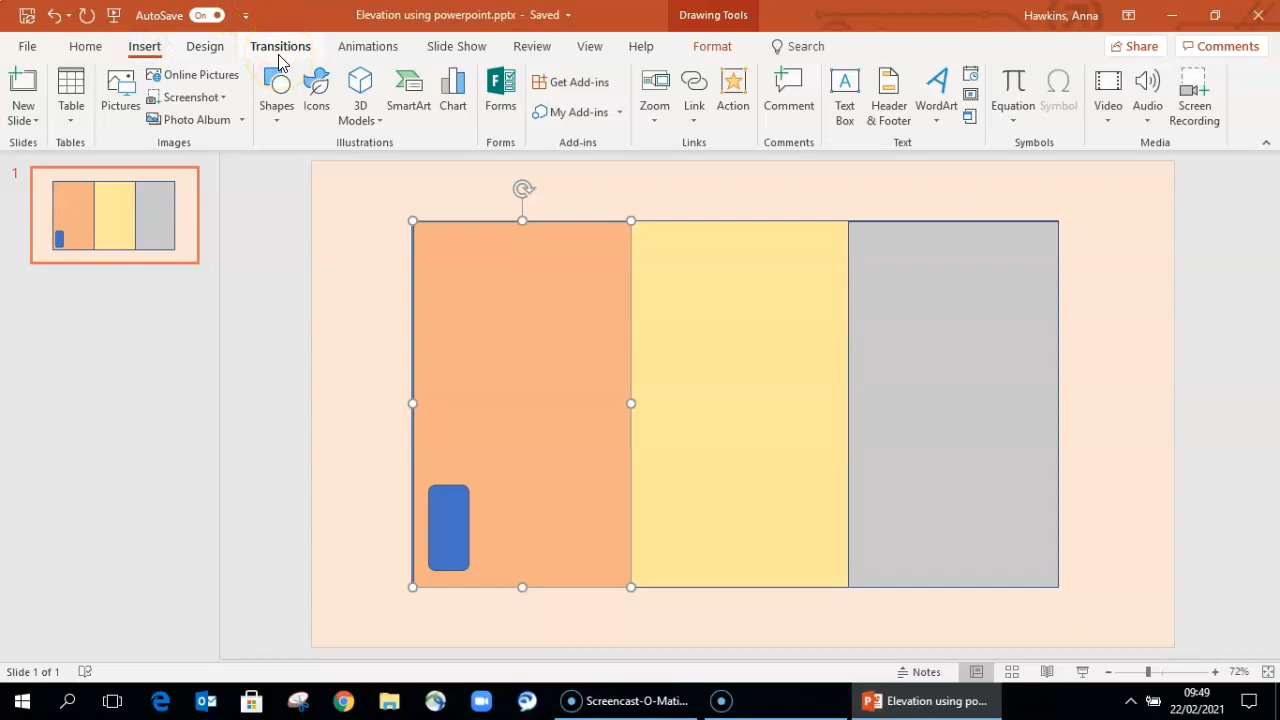 AutoSave On Elevation using powerpoint.pptx - Saved Drawing Tools Hawkins, Anna
File Home Insert Design Transitions Animations Slide Show Review View Help Format Search Share Comments
New Slide
Table
Pictures
Online Pictures
Screenshot
Photo Album
Shapes
Icons
3D Models
SmartArt
Chart
Forms
Get Add-ins
My Add-ins
Zoom
Link
Action
Comment
Text Box
Header & Footer
WordArt
Equation
Symbol
Video
Audio
Screen Recording
Slides Tables Images Illustrations Forms Add-ins Links Comments Text Symbols Media
1
Slide 1 of 1 Notes 72%
Screencast-O-Mati... Elevation using po... 09:49
22/02/2021